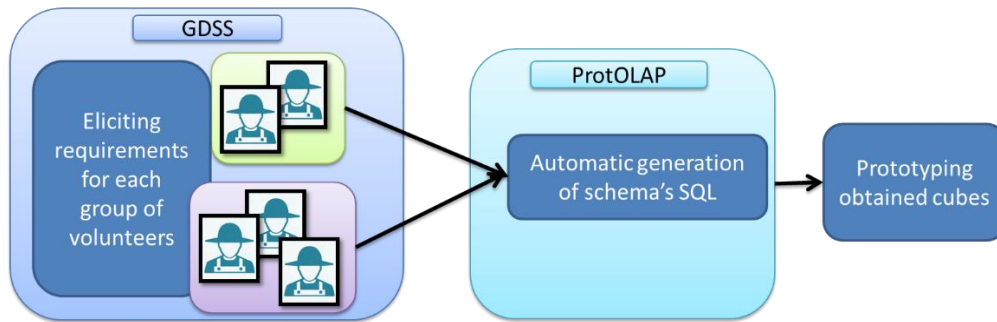 GDSS
Eliciting
requirements
for each
group of
volunteers
ProtOLAP
Automatic generation
of schema's SQL
Prototyping
obtained cubes